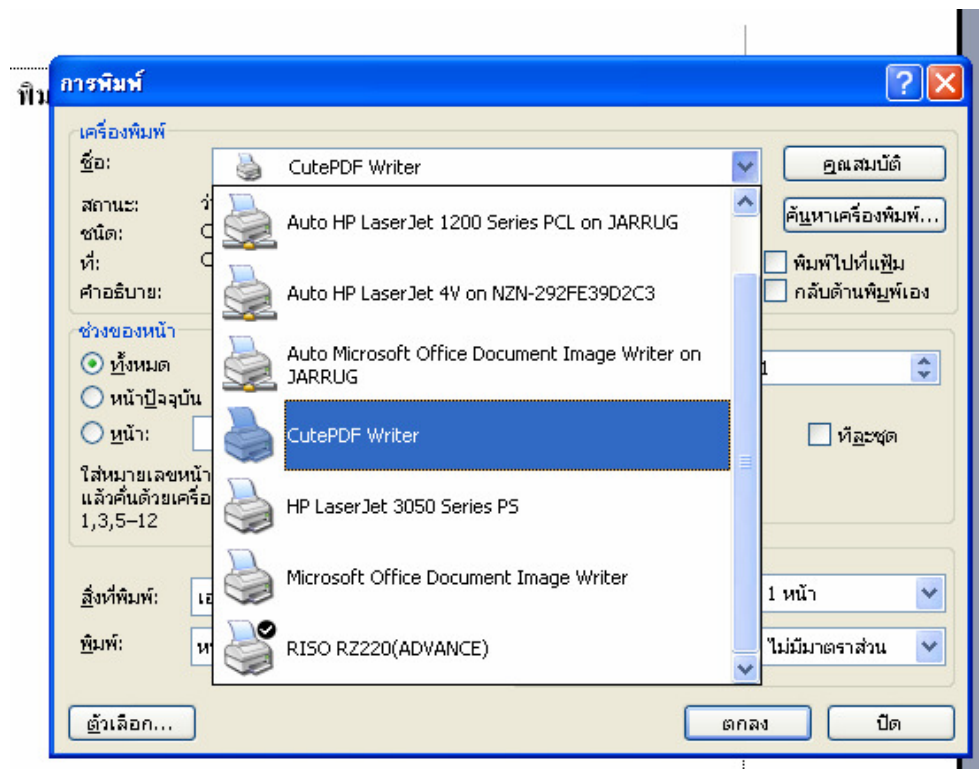 พิม
การพิมพ์
เครื่องพิมพ์
ชื่อ:
CutePDF Writer
คุณสมบัติ
สถานะ:
ชนิด:
ที่:
คำอธิบาย:
Auto HP LaserJet 1200 Series PCL on JARRUG
Auto HP LaserJet 4V on NZN-292FE39D2C3
Auto Microsoft Office Document Image Writer on
JARRUG
CutePDF Writer
HP LaserJet 3050 Series PS
Microsoft Office Document Image Writer
RISO RZ220(ADVANCE)
ค้นหาเครื่องพิมพ์...
พิมพ์ไปที่แฟ้ม
กลับด้านพิมพ์เอง
ช่วงของหน้า
ทั้งหมด
หน้าปัจจุบัน
หน้า:
ใส่หมายเลขหน้า
แล้วคั่นด้วยเครื่อ
1,3,5–12
1
ทีละชุด
สิ่งที่พิมพ์:
เอ
1 หน้า
พิมพ์:
ไม่มีมาตราส่วน
ตัวเลือก...
ตกลง
ปิด